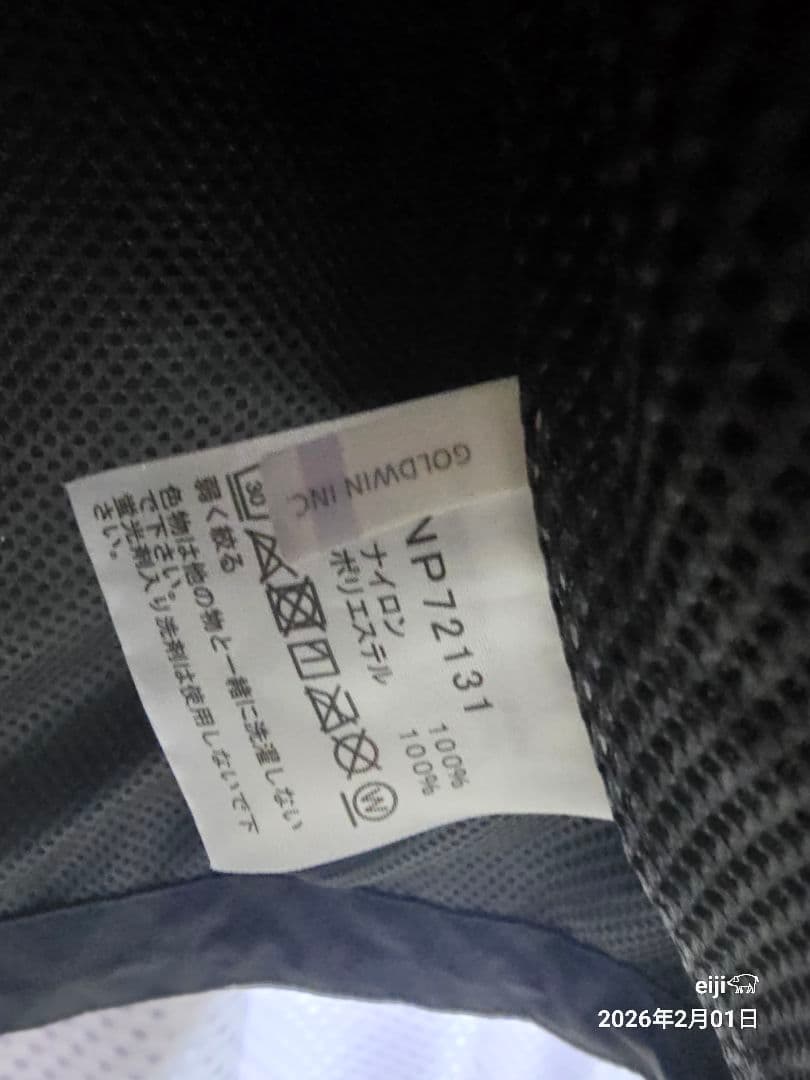 GOLDWIN INC
NP72131
ナイロン 100%
ポリエステル 100%
30
W
弱く絞る
色物は他の物と一緒に洗濯しない
で下さい。
蛍光剤入り洗剤は使用しないで下
さい。
eiji
2026年2月01日